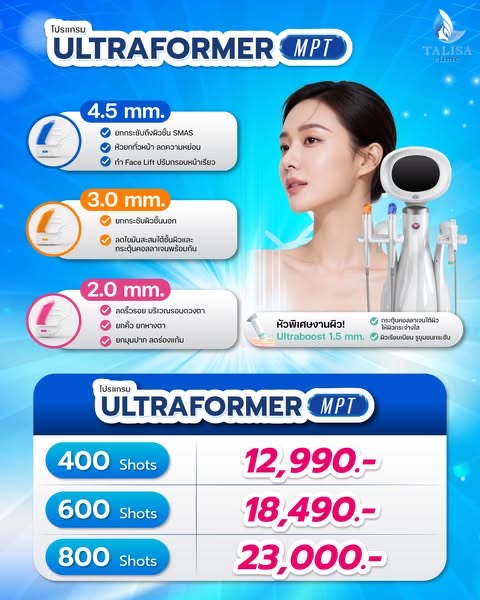 โปรแกรม
ULTRAFORMER MPT
TALISA
clinic
4.5 mm.
ยกกระชับถึงผิวชั้น SMAS
หัวยกทั่วหน้า ลดความหย่อน
ทำ Face Lift ปรับกรอบหน้าเรียว
3.0 mm.
ยกกระชับผิวชั้นนอก
ลดไขมันสะสมใต้ชั้นผิวและ
กระตุ้นคอลลาเจนพร้อมกัน
2.0 mm.
ลดริ้วรอย บริเวณรอบดวงตา
ยกคิ้ว ยกหางตา
ยกมุมปาก ลดร่องแก้ม
หัวพิเศษงานผิว!
Ultraboost 1.5 mm.
กระตุ้นคอลลาเจนใต้ผิว
ให้ผิวกระจ่างใส
ผิวเรียบเนียน รูขุมขนกระชับ
โปรแกรม
ULTRAFORMER MPT
400 Shots 12,990.-
600 Shots 18,490.-
800 Shots 23,000.-